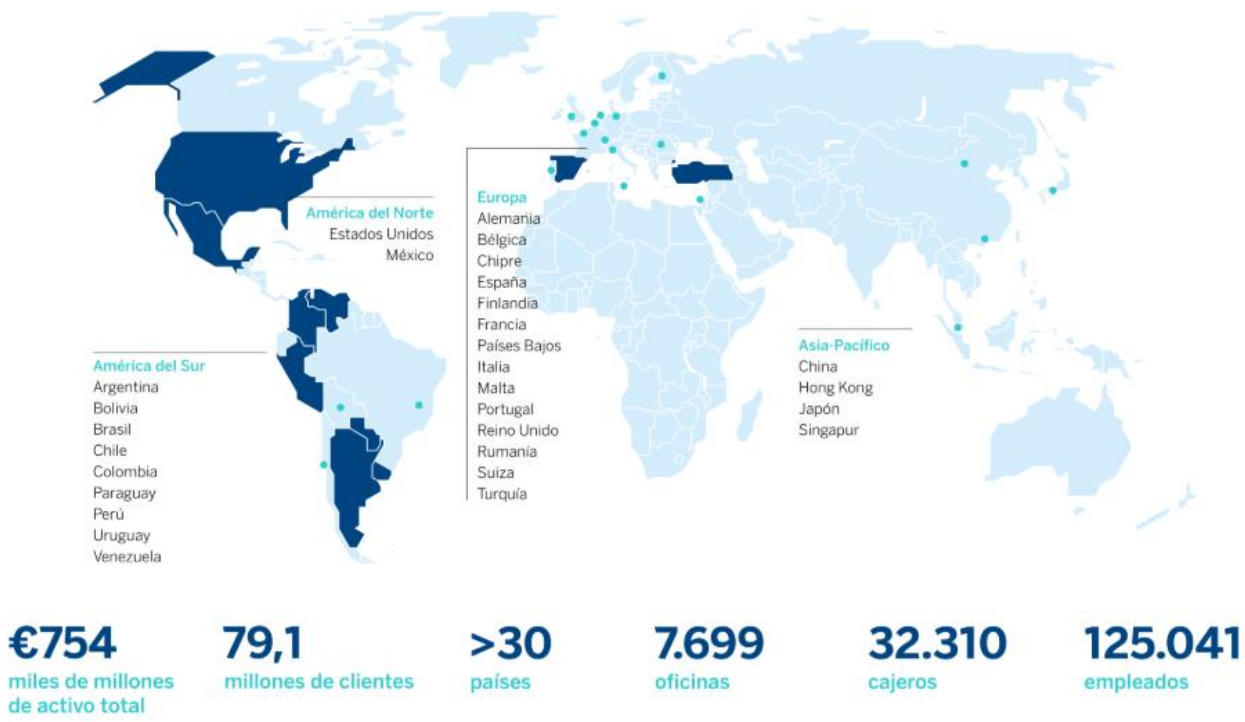 América del Norte
Estados Unidos
México
América del Sur
Argentina
Bolivia
Brasil
Chile
Colombia
Paraguay
Perú
Uruguay
Venezuela
Europa
Alemania
Bélgica
Chipre
España
Finlandia
Francia
Países Bajos
Italia
Malta
Portugal
Reino Unido
Rumanía
Suiza
Turquía
Asia-Pacífico
China
Hong Kong
Japón
Singapur
€754
miles de millones
de activo total
79,1
millones de clientes
>30
países
7.699
oficinas
32.310
cajeros
125.041
empleados